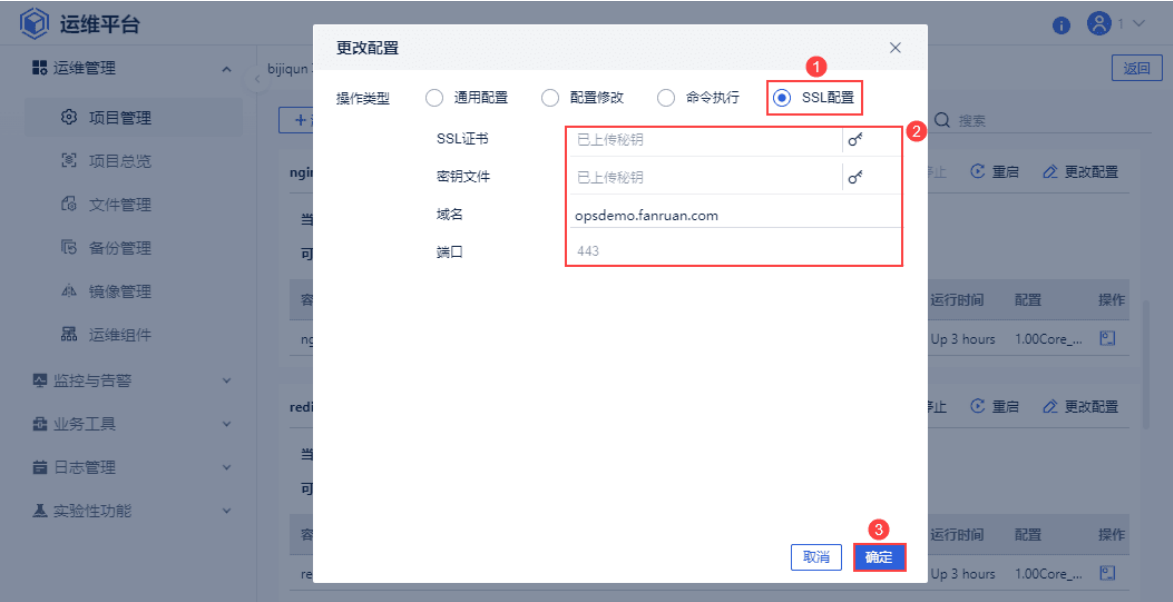 运维平台
1
运维管理
项目管理
项目总览
文件管理
备份管理
镜像管理
运维组件
监控与告警
业务工具
日志管理
实验性功能
bijiqun
返回
搜索
更改配置
1
操作类型 通用配置 配置修改 命令执行 SSL配置
2
SSL证书 已上传秘钥
密钥文件 已上传秘钥
域名 opsdemo.fanruan.com
端口 443
3
取消 确定
重启 更改配置
当
可
容 运行时间 配置 操作
Up 3 hours 1.00Core_...
redi 重启 更改配置
当
可
容 运行时间 配置 操作
re Up 3 hours 1.00Core_...